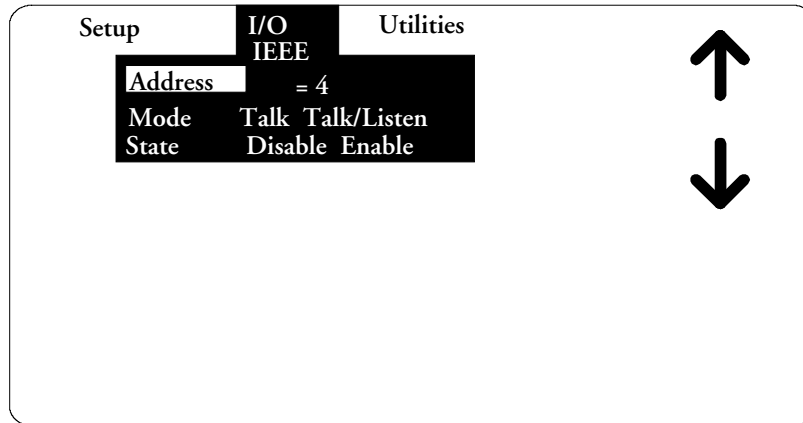 Setup I/O Utilities
IEEE
Address = 4
Mode Talk Talk/Listen
State Disable Enable